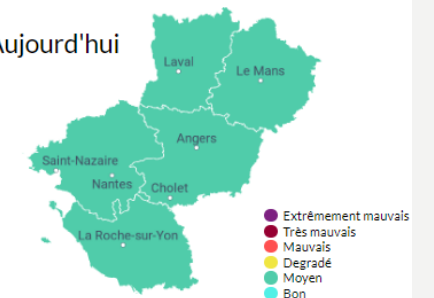 Aujourd'hui
Laval
Le Mans
Angers
Saint-Nazaire
Nantes
Cholet
La Roche-sur-Yon
Extrêmement mauvais
Très mauvais
Mauvais
Degradé
Moyen
Bon